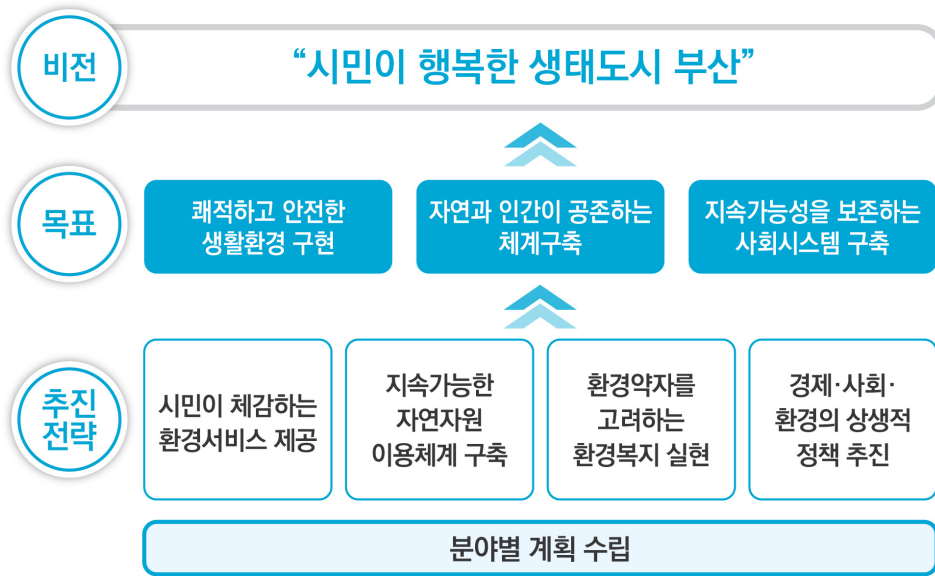 비전
“시민이 행복한 생태도시 부산”
목표
쾌적하고 안전한
생활환경 구현
자연과 인간이 공존하는
체계구축
지속가능성을 보존하는
사회시스템 구축
추진
전략
시민이 체감하는
환경서비스 제공
지속가능한
자연자원
이용체계 구축
환경약자를
고려하는
환경복지 실현
경제·사회·
환경의 상생적
정책 추진
분야별 계획 수립